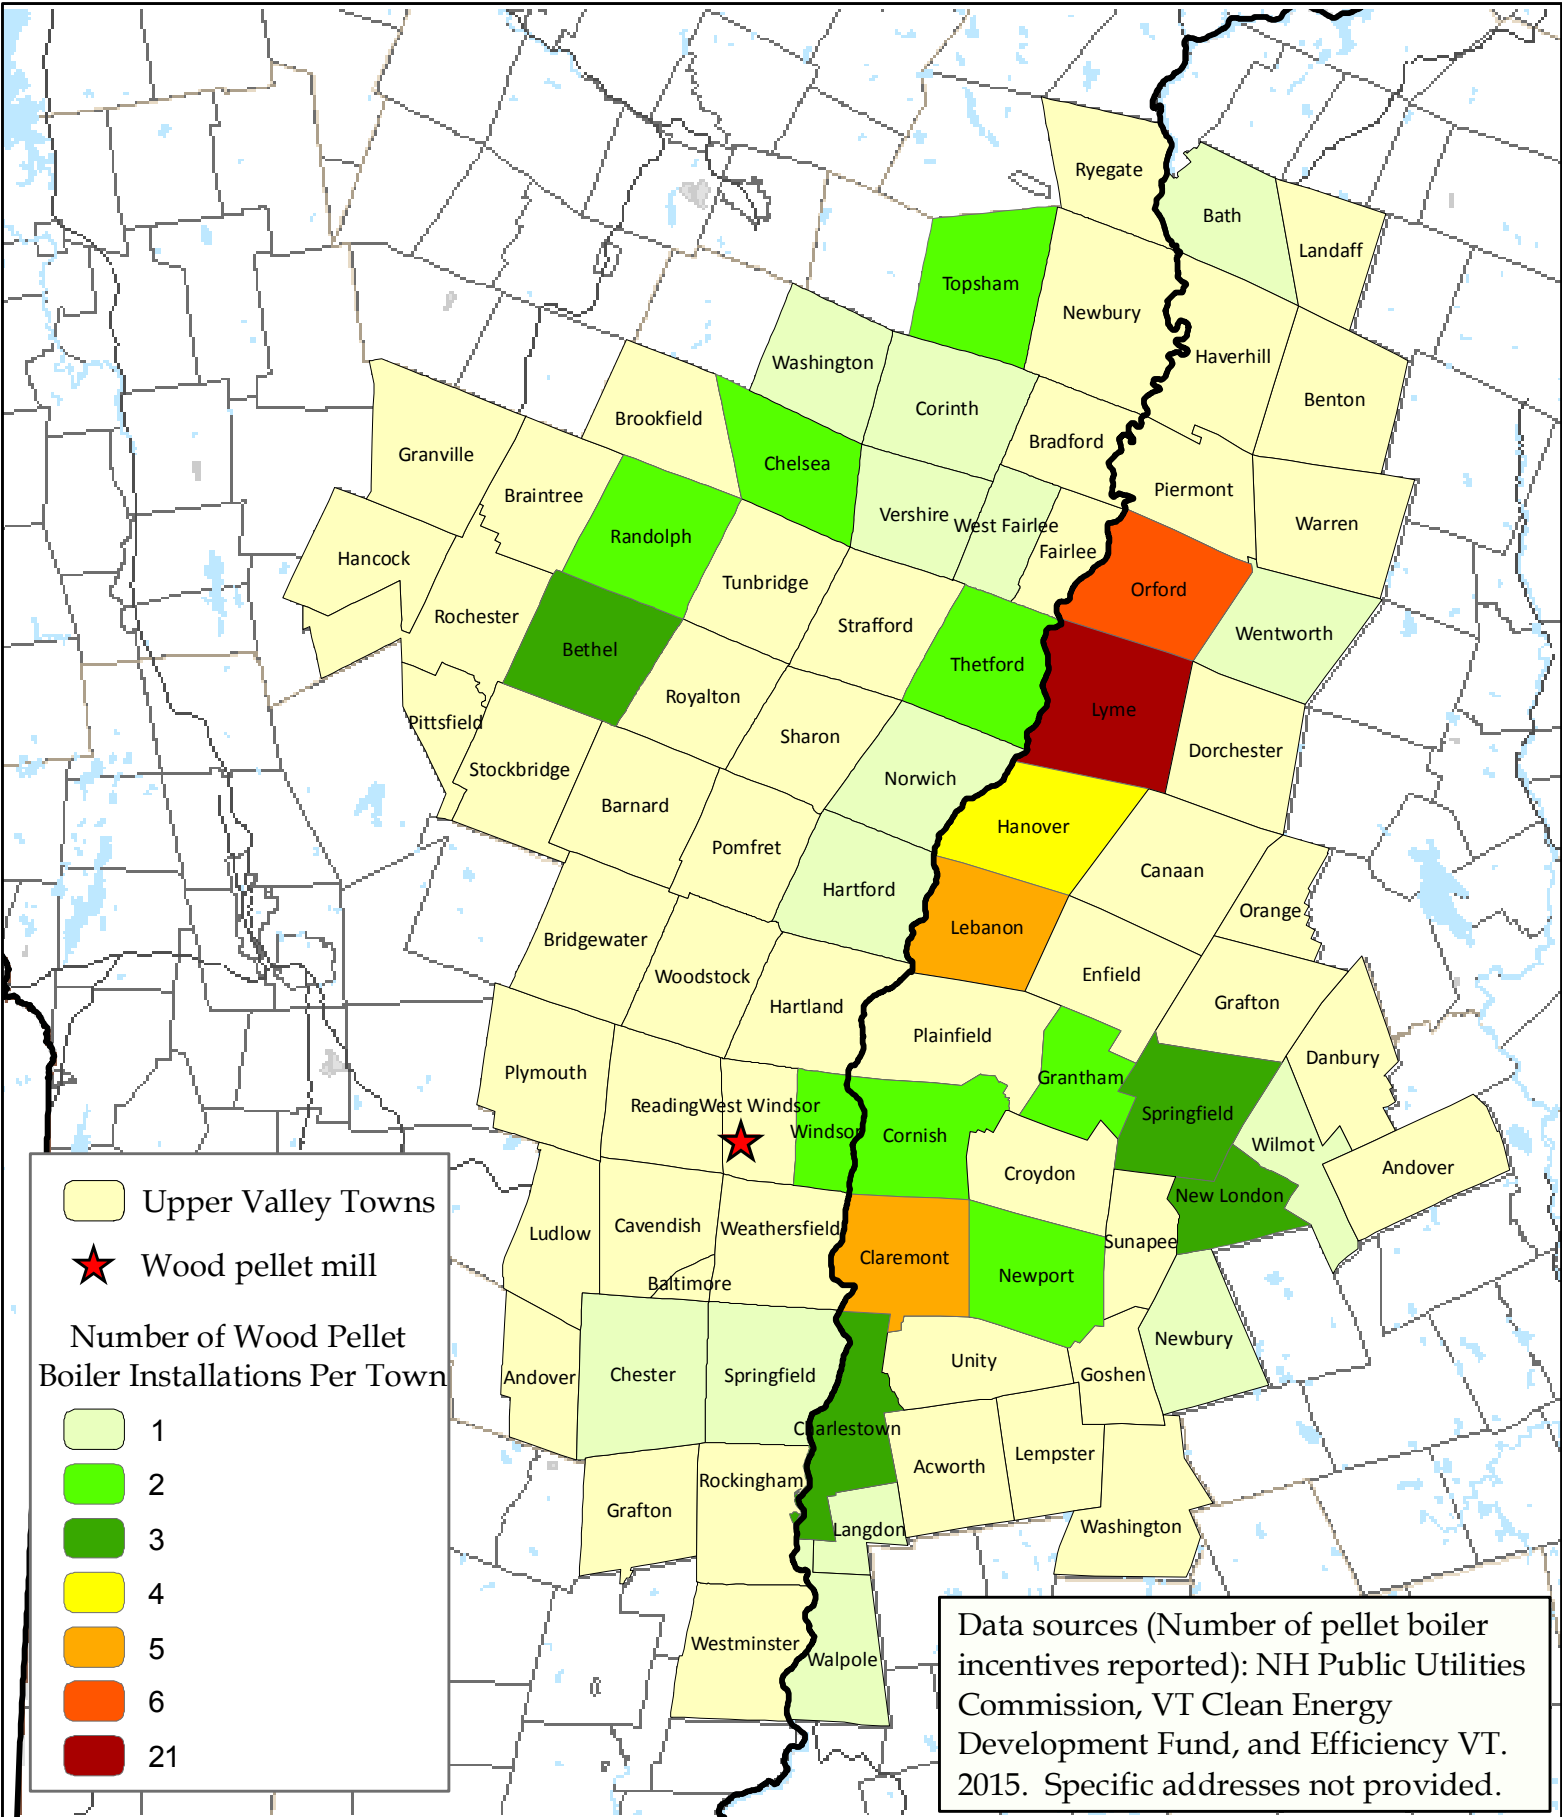 Ryegate
Bath
Landaff
Topsham
Newbury
Haverhill
Washington
Benton
Corinth
Brookfield
Bradford
Granville
Chelsea
Piermont
Braintree
Vershire
West Fairlee
Warren
Randolph
Fairlee
Hancock
Tunbridge
Orford
Rochester
Strafford
Wentworth
Bethel
Thetford
Royalton
Lyme
Pittsfield
Sharon
Dorchester
Stockbridge
Norwich
Barnard
Hanover
Pomfret
Canaan
Hartford
Orange
Lebanon
Bridgewater
Woodstock
Enfield
Hartland
Grafton
Plainfield
Danbury
Plymouth
Grantham
Reading
West Windsor
Springfield
Windsor
Cornish
Wilmot
Croydon
Andover
New London
Ludlow
Cavendish
Weathersfield
Sunapee
Claremont
Baltimore
Newport
Newbury
Unity
Andover
Chester
Springfield
Goshen
Charlestown
Lempster
Acworth
Rockingham
Grafton
Langdon
Washington
Westminster
Walpole
Upper Valley Towns
Wood pellet mill
Number of Wood Pellet
Boiler Installations Per Town
1
2
3
4
5
6
21
Data sources (Number of pellet boiler
incentives reported): NH Public Utilities
Commission, VT Clean Energy
Development Fund, and Efficiency VT.
2015. Specific addresses not provided.